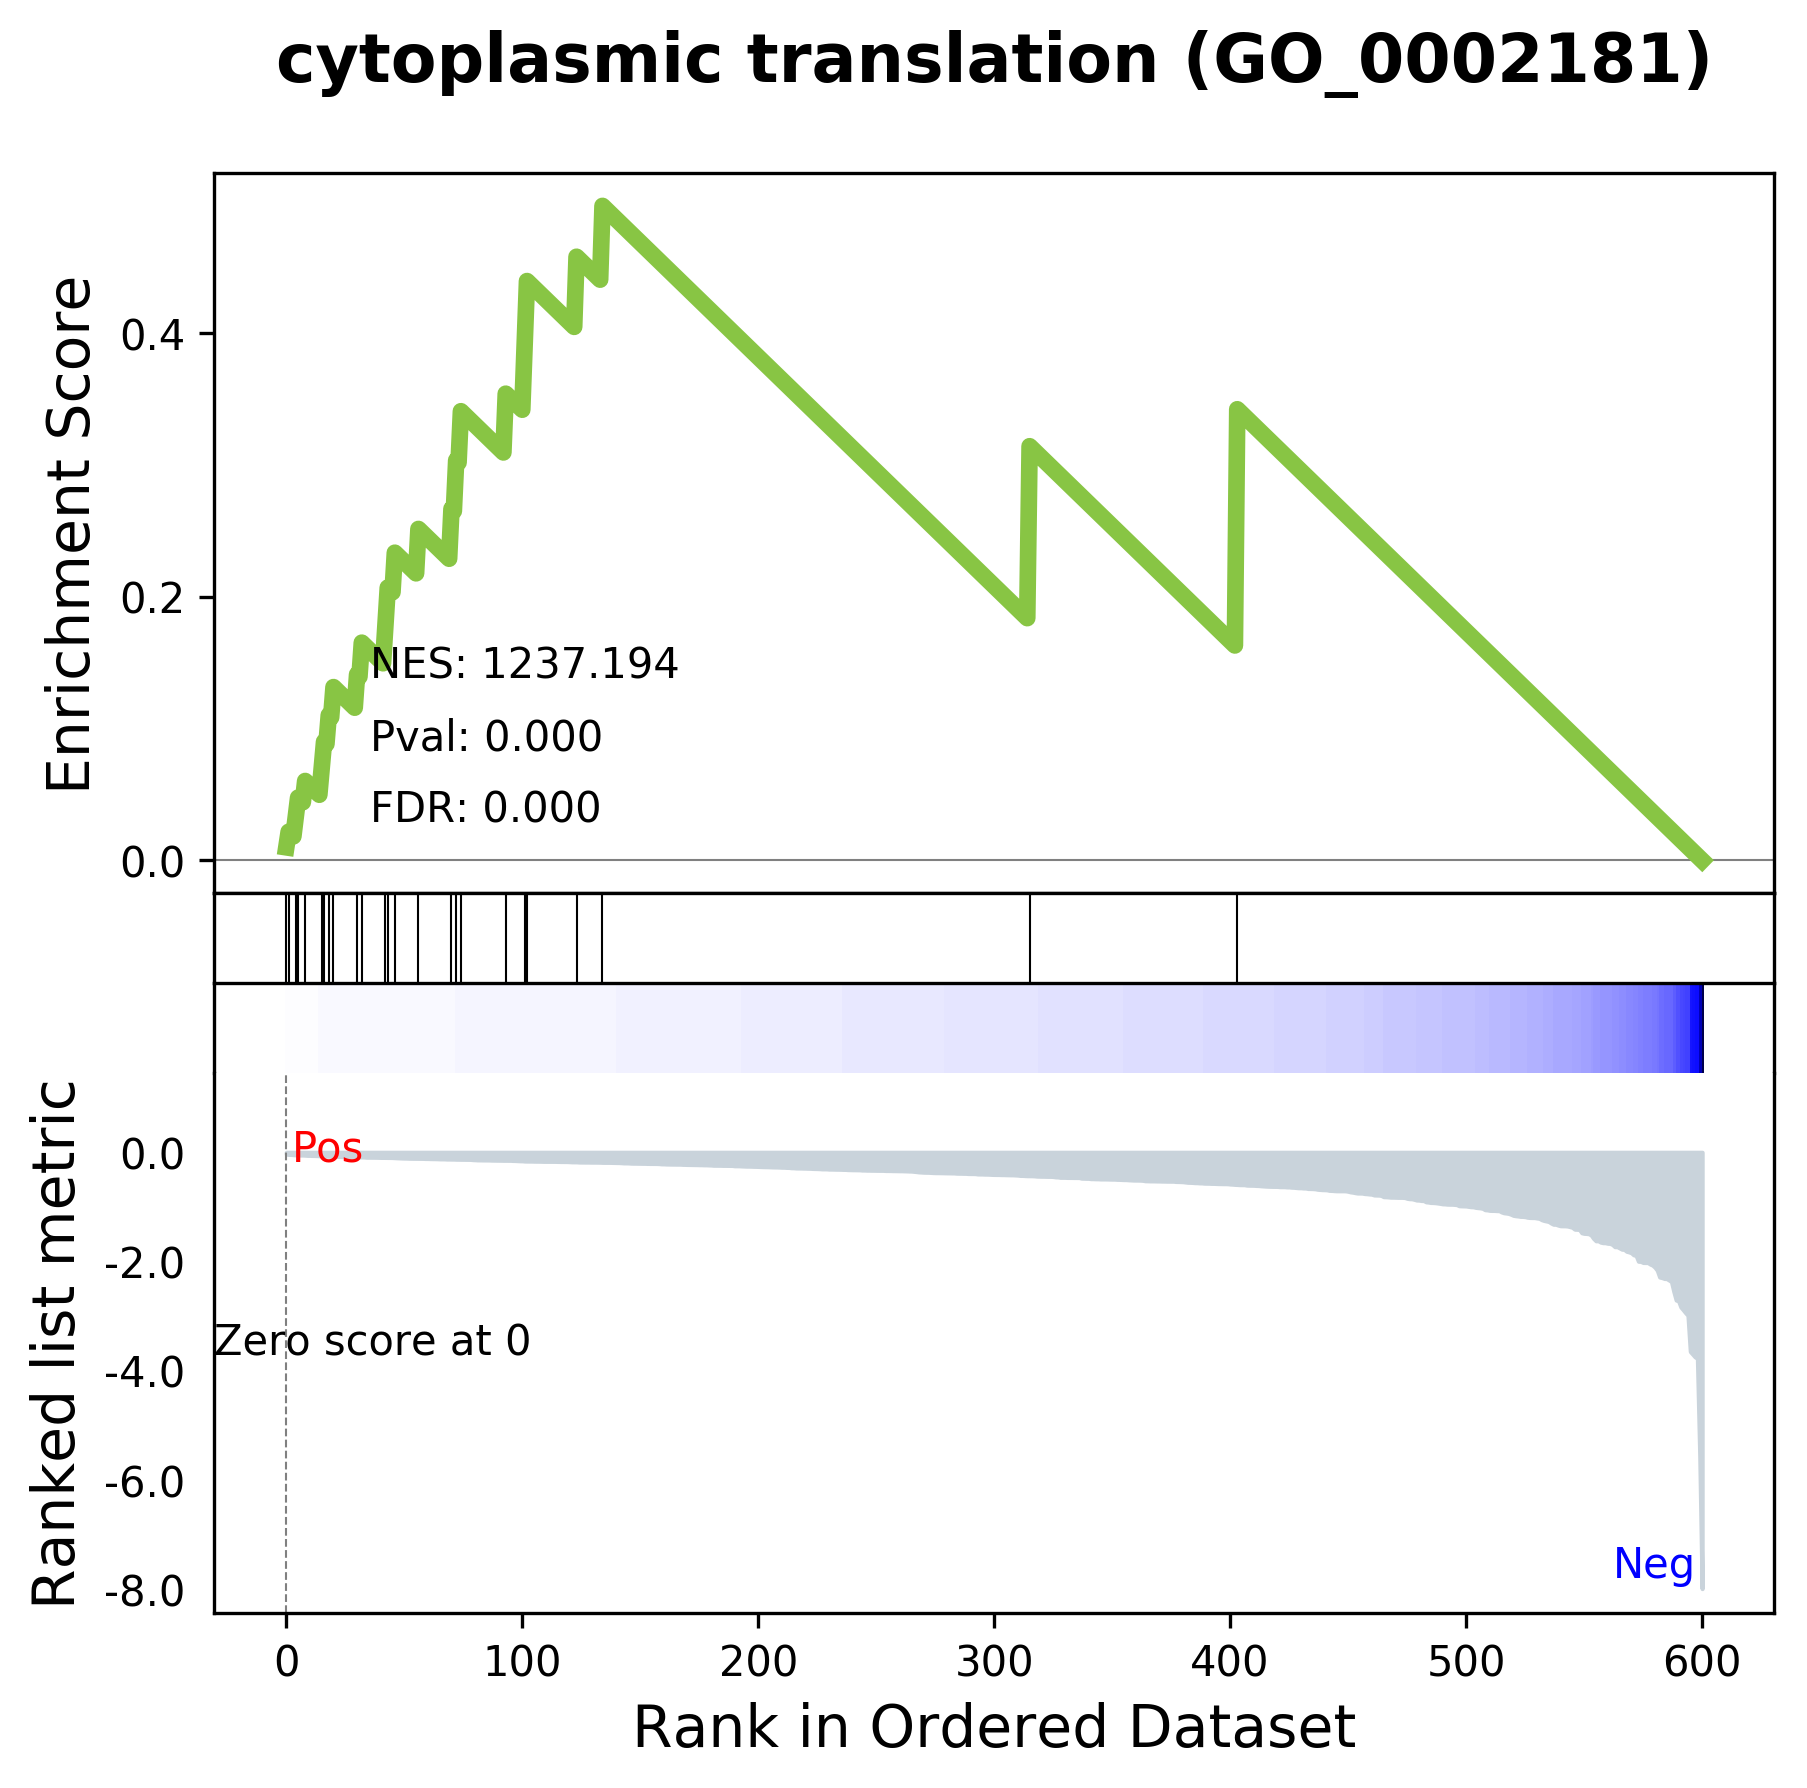 cytoplasmic translation (GO_0002181)
Enrichment Score
0.4
0.2
0.0
NES: 1237.194
Pval: 0.000
FDR: 0.000
Ranked list metric
0.0
-2.0
-4.0
-6.0
-8.0
Pos
Zero score at 0
Neg
0 100 200 300 400 500 600
Rank in Ordered Dataset